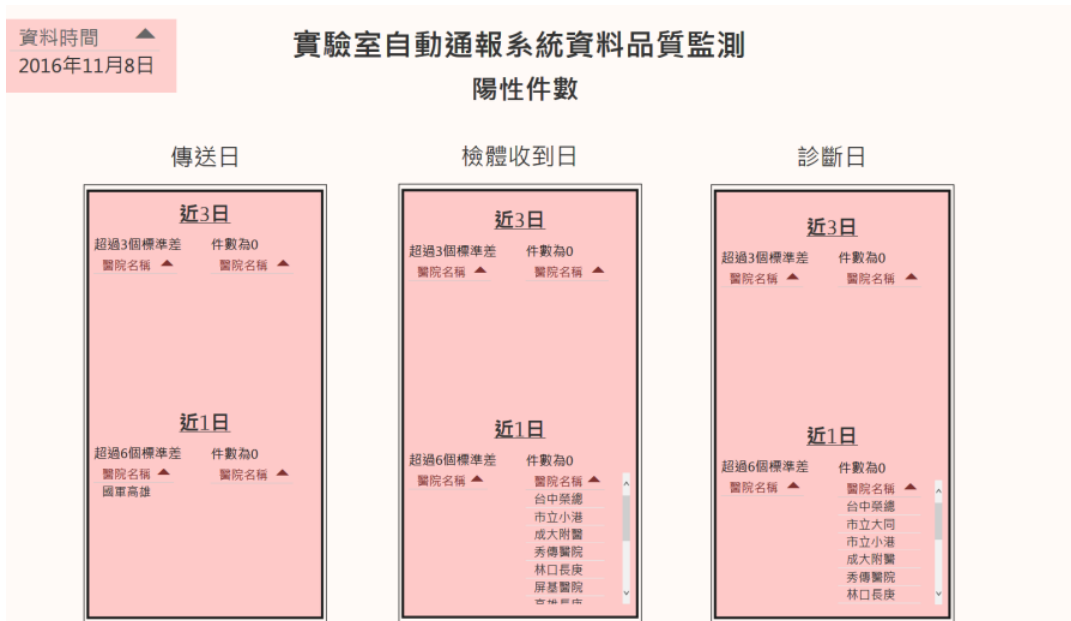 資料時間
2016年11月8日
實驗室自動通報系統資料品質監測
陽性件數
傳送日
近3日
超過3個標準差 件數為0
醫院名稱 醫院名稱
近1日
超過6個標準差 件數為0
醫院名稱 醫院名稱
國軍高雄
檢體收到日
近3日
超過3個標準差 件數為0
醫院名稱 醫院名稱
近1日
超過6個標準差 件數為0
醫院名稱 醫院名稱
台中榮總
市立小港
成大附醫
秀傳醫院
林口長庚
屏基醫院
高雄長庚
診斷日
近3日
超過3個標準差 件數為0
醫院名稱 醫院名稱
近1日
超過6個標準差 件數為0
醫院名稱 醫院名稱
台中榮總
市立大同
市立小港
成大附醫
秀傳醫院
林口長庚